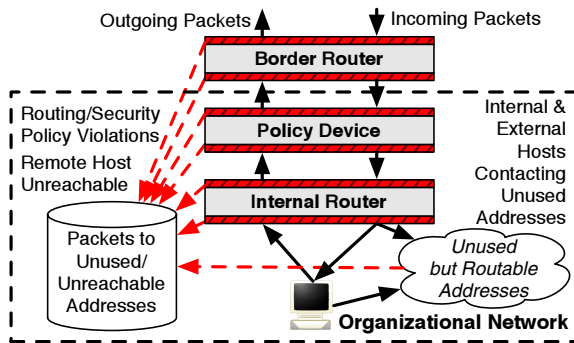 Outgoing Packets
Incoming Packets
Border Router
Routing/Security
Policy Violations
Remote Host
Unreachable
Policy Device
Internal &
External
Hosts
Contacting
Unused
Addresses
Internal Router
Packets to
Unused/
Unreachable
Addresses
Unused
but Routable
Addresses
Organizational Network